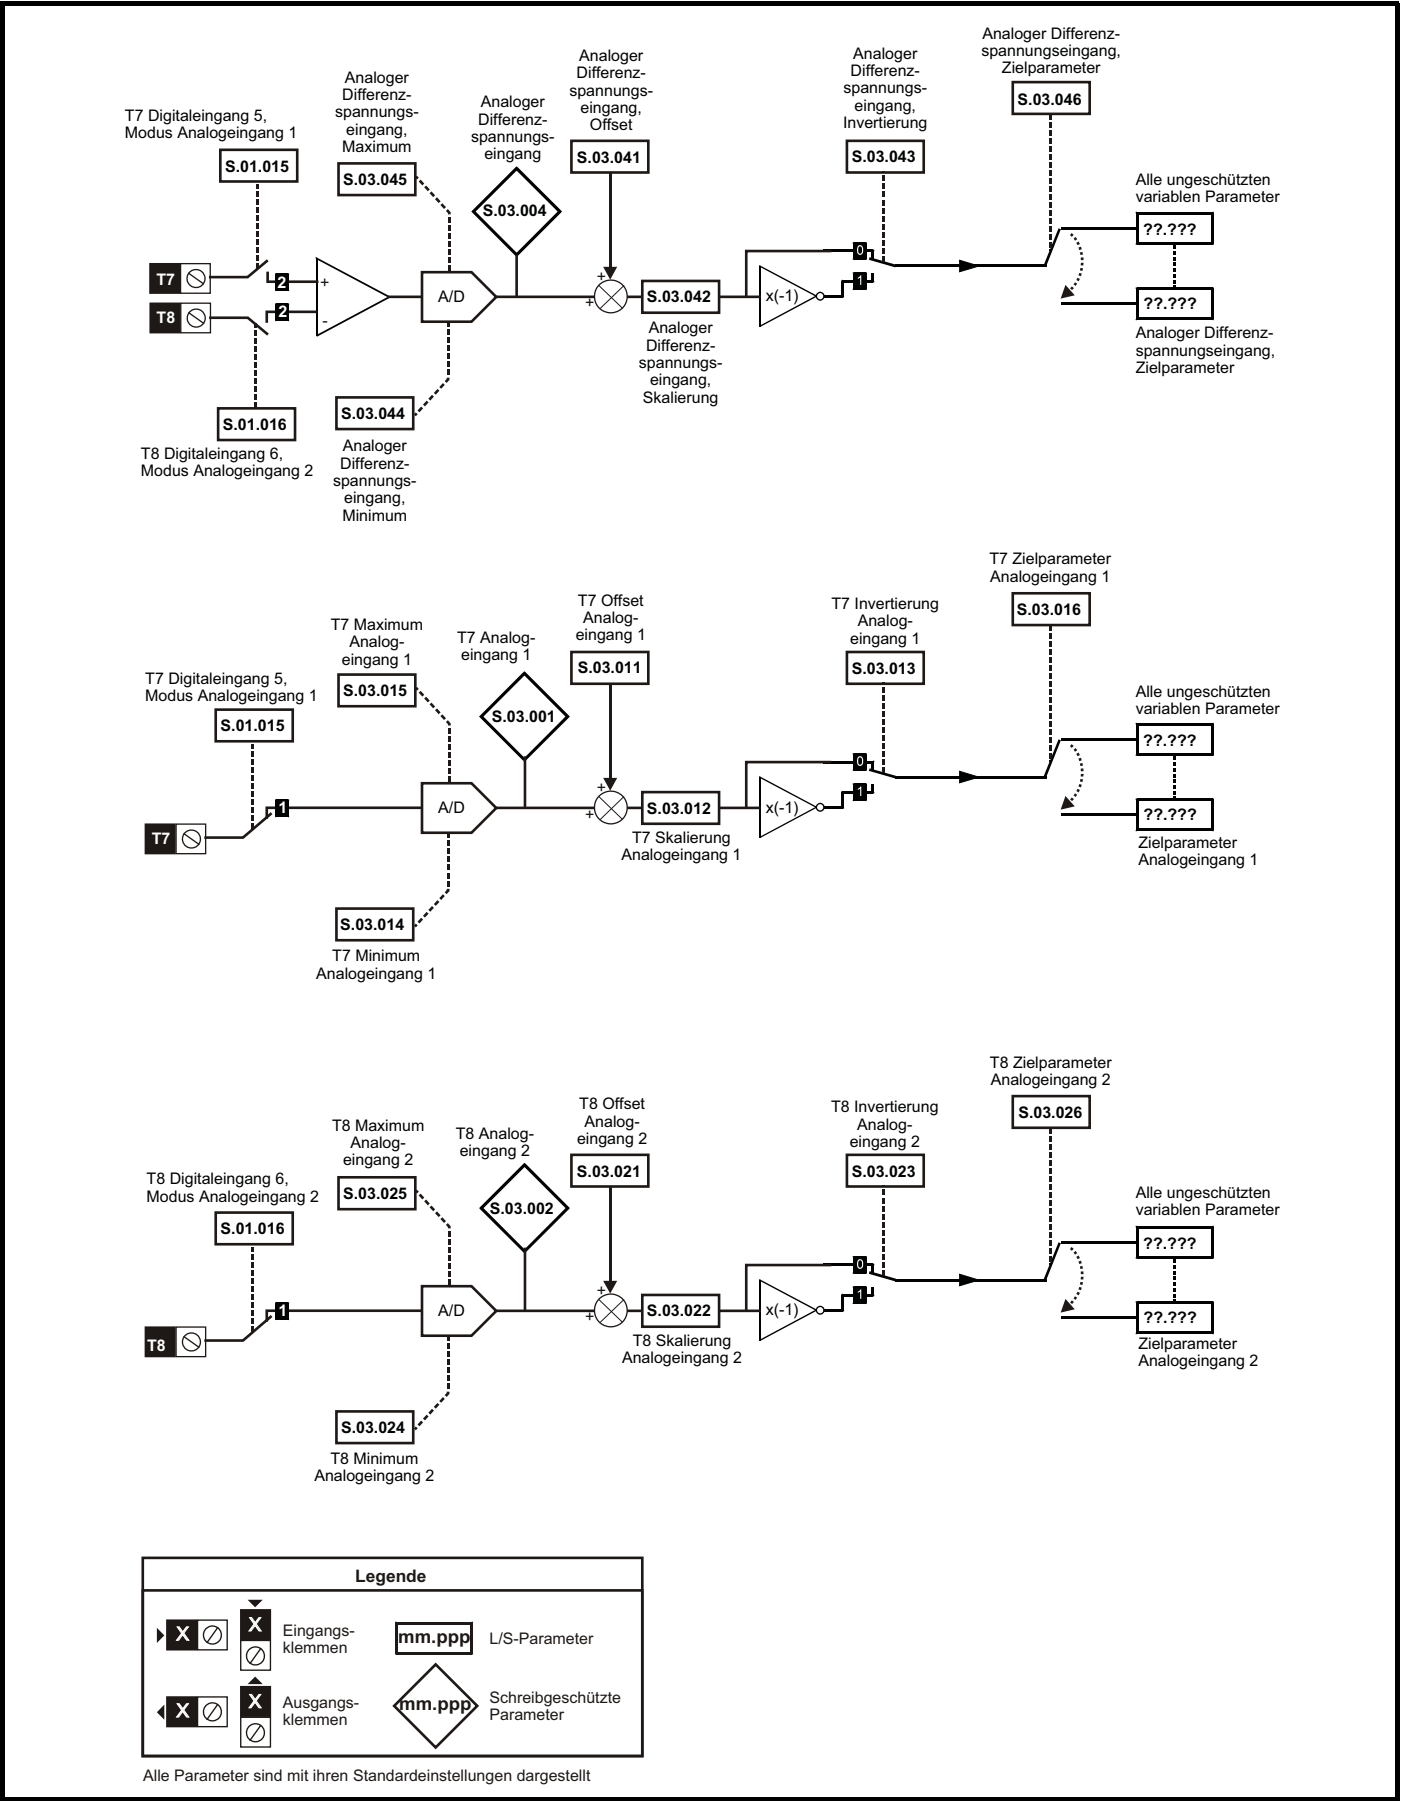 Analoger Differenz-
spannungseingang,
Zielparameter
S.03.046
Analoger
Differenz-
spannungs-
eingang,
Invertierung
S.03.043
Analoger
Differenz-
spannungs-
eingang,
Offset
S.03.041
Analoger
Differenz-
spannungs-
eingang
S.03.004
Analoger
Differenz-
spannungs-
eingang,
Maximum
S.03.045
T7 Digitaleingang 5,
Modus Analogeingang 1
S.01.015
Alle ungeschützten
variablen Parameter
??.???
T7
2
+
T8
2
-
A/D
+
+
S.03.042
x(-1)
0
1
??.???
Analoger Differenz-
spannungseingang,
Zielparameter
Analoger
Differenz-
spannungs-
eingang,
Skalierung
S.01.016
T8 Digitaleingang 6,
Modus Analogeingang 2
S.03.044
Analoger
Differenz-
spannungs-
eingang,
Minimum
T7 Zielparameter
Analogeingang 1
S.03.016
T7 Offset
Analog-
eingang 1
S.03.011
T7 Invertierung
Analog-
eingang 1
S.03.013
T7 Maximum
Analog-
eingang 1
S.03.015
T7 Analog-
eingang 1
S.03.001
T7 Digitaleingang 5,
Modus Analogeingang 1
S.01.015
Alle ungeschützten
variablen Parameter
??.???
T7
1
A/D
+
+
S.03.012
T7 Skalierung
Analogeingang 1
x(-1)
0
1
??.???
Zielparameter
Analogeingang 1
S.03.014
T7 Minimum
Analogeingang 1
T8 Zielparameter
Analogeingang 2
S.03.026
T8 Offset
Analog-
eingang 2
S.03.021
T8 Invertierung
Analog-
eingang 2
S.03.023
T8 Maximum
Analog-
eingang 2
S.03.025
T8 Analog-
eingang 2
S.03.002
T8 Digitaleingang 6,
Modus Analogeingang 2
S.01.016
Alle ungeschützten
variablen Parameter
??.???
T8
1
A/D
+
+
S.03.022
T8 Skalierung
Analogeingang 2
x(-1)
0
1
??.???
Zielparameter
Analogeingang 2
S.03.024
T8 Minimum
Analogeingang 2
Legende
X
X
Eingangs-
klemmen
mm.ppp
L/S-Parameter
X
X
Ausgangs-
klemmen
mm.ppp
Schreibgeschützte
Parameter
Alle Parameter sind mit ihren Standardeinstellungen dargestellt